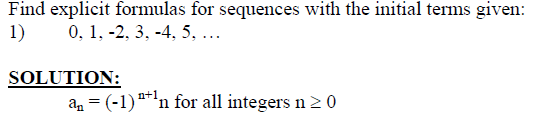 Find explicit formulas for sequences with the initial terms given:
1) 0, 1, -2, 3, -4, 5, …
SOLUTION:
aₙ = (-1)ⁿ⁺¹n for all integers n ≥ 0